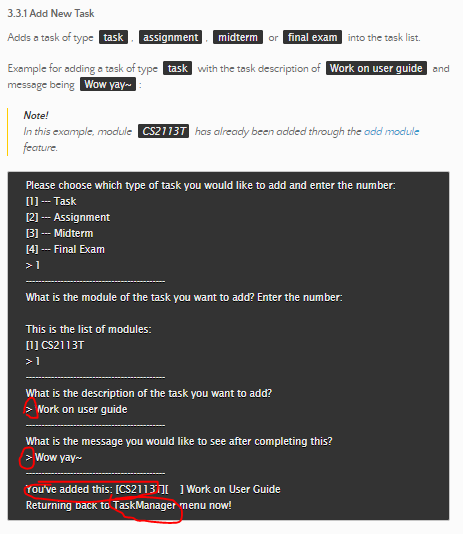 3.3.1 Add New Task
Adds a task of type task , assignment , midterm or final exam into the task list.
Example for adding a task of type task with the task description of Work on user guide and
message being Wow yay~ :
Note!
In this example, module CS2113T has already been added through the add module
feature.
Please choose which type of task you would like to add and enter the number:
[1] --- Task
[2] --- Assignment
[3] --- Midterm
[4] --- Final Exam
> 1
--------------------------------------------
What is the module of the task you want to add? Enter the number:
This is the list of modules:
[1] CS2113T
> 1
--------------------------------------------
What is the description of the task you want to add?
> Work on user guide
--------------------------------------------
What is the message you would like to see after completing this?
> Wow yay~
--------------------------------------------
You've added this: [CS2113T][ ] Work on User Guide
Returning back to TaskManager menu now!